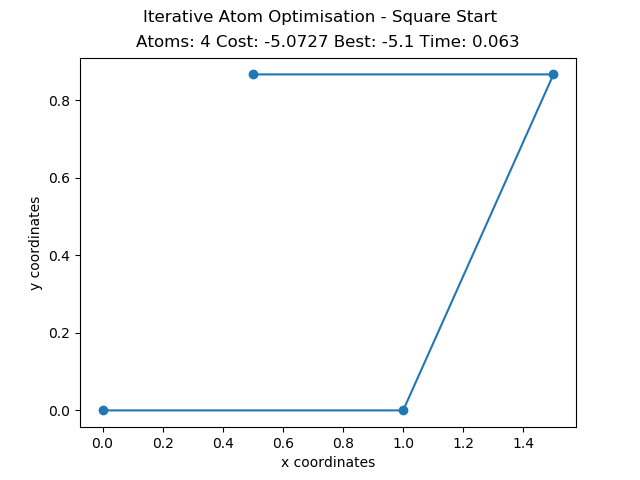 Iterative Atom Optimisation - Square Start
Atoms: 4 Cost: -5.0727 Best: -5.1 Time: 0.063
0.8
0.6
0.4
0.2
0.0
y coordinates
0.0 0.2 0.4 0.6 0.8 1.0 1.2 1.4
x coordinates